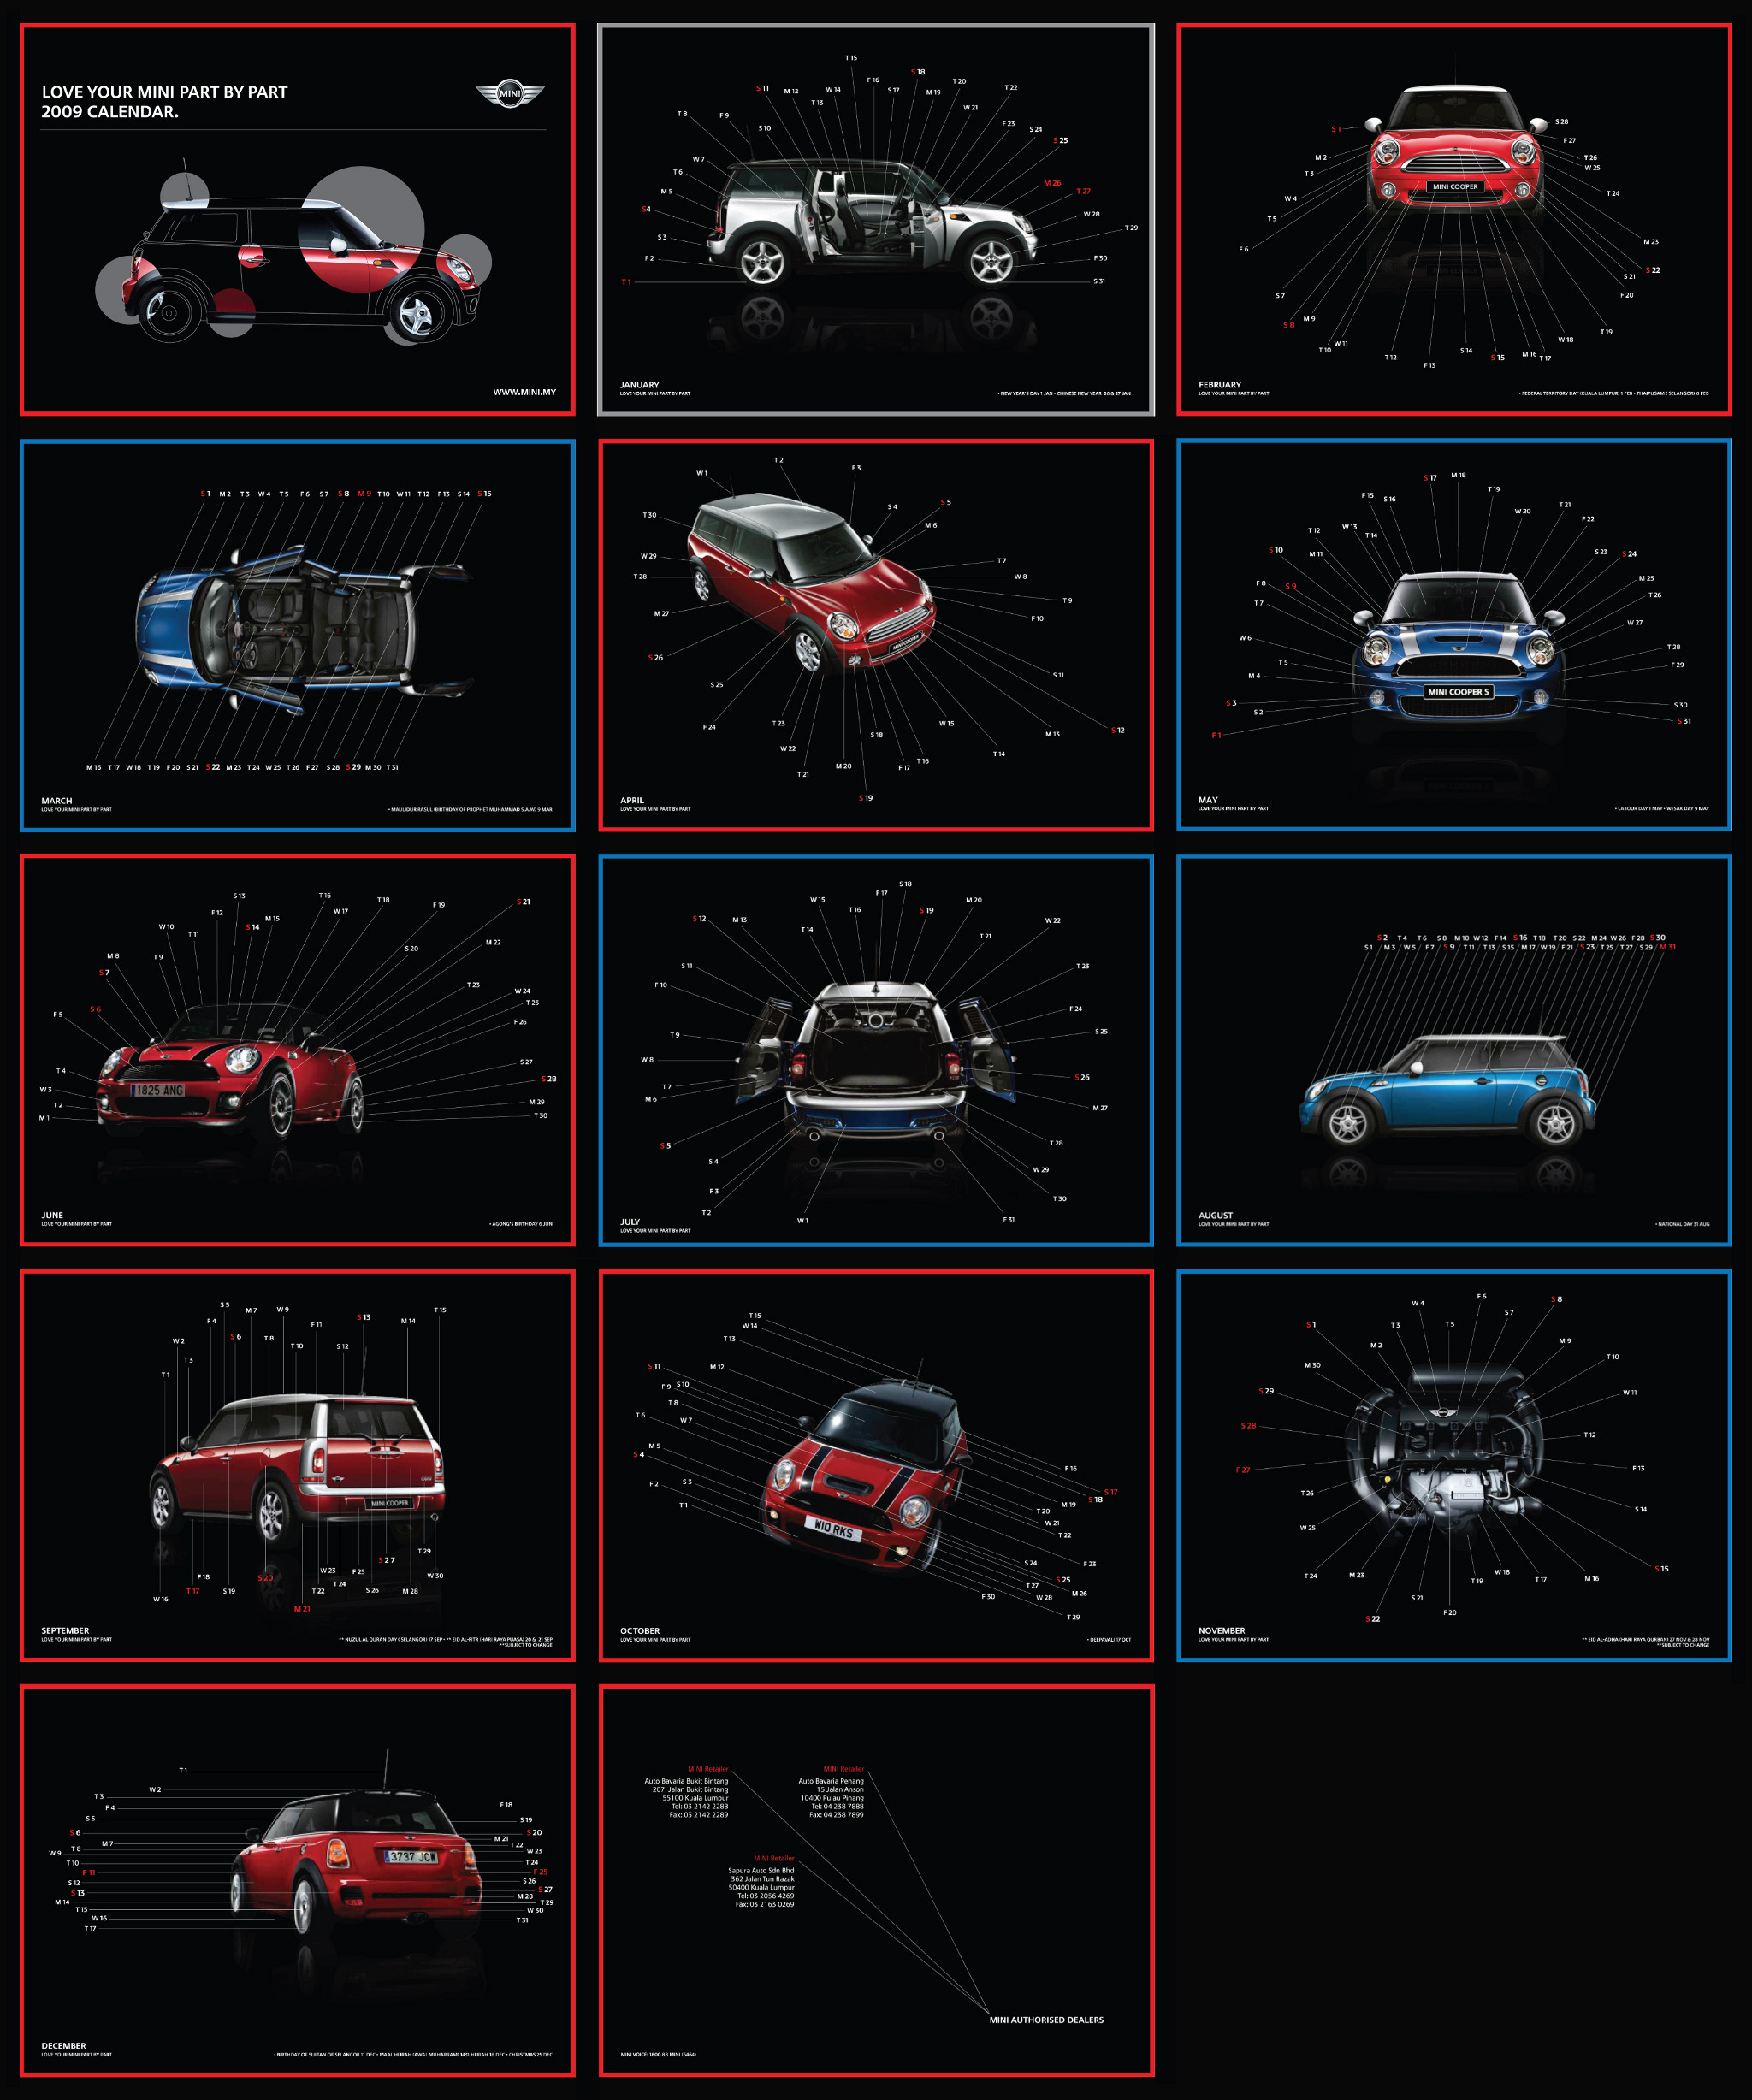 LOVE YOUR MINI PART BY PART
2009 CALENDAR.
MINI
WWW.MINI.MY
T 15
F 16
S 18
T 20
T 22
S 11
M 12
W 14
S 17
M 19
T 13
W 21
T 8
F 9
S 10
F 23
S 24
S 25
W 7
T 6
M 5
M 26
T 27
S 4
W 28
S 3
T 29
F 2
F 30
T 1
S 31
JANUARY
LOVE YOUR MINI PART BY PART
• NEW YEAR'S DAY 1 JAN • CHINESE NEW YEAR 26 & 27 JAN
S 1
S 28
F 27
M 2
T 26
T 3
W 25
W 4
T 24
T 5
F 6
M 23
S 22
S 21
S 7
F 20
M 9
S 8
T 19
W 11
W 18
T 10
T 12
S 14
M 16
T 17
S 15
F 13
MINI COOPER
FEBRUARY
LOVE YOUR MINI PART BY PART
• FEDERAL TERRITORY DAY (KUALA LUMPUR) 1 FEB • THAIPUSAM ( SELANGOR) 8 FEB
S 1 M 2 T 3 W 4 T 5 F 6 S 7 S 8 M 9 T 10 W 11 T 12 F 13 S 14 S 15
M 16 T 17 W 18 T 19 F 20 S 21 S 22 M 23 T 24 W 25 T 26 F 27 S 28 S 29 M 30 T 31
MARCH
LOVE YOUR MINI PART BY PART
• MAULIDUR RASUL (BIRTHDAY OF PROPHET MUHAMMAD S.A.W) 9 MAR
T 2
W 1
F 3
S 5
S 4
T 30
M 6
W 29
T 7
T 28
W 8
T 9
M 27
F 10
S 26
S 11
S 25
F 24
T 23
W 15
S 12
S 18
M 13
W 22
T 14
T 16
M 20
F 17
T 21
S 19
MINI COOPER
APRIL
LOVE YOUR MINI PART BY PART
S 17
M 18
T 19
F 15
S 16
T 21
W 20
F 22
W 13
T 12
T 14
S 10
M 11
S 23
S 24
F 8
S 9
M 25
T 7
T 26
W 27
W 6
T 28
T 5
F 29
M 4
S 3
S 30
S 2
S 31
F 1
MINI COOPER S
MAY
LOVE YOUR MINI PART BY PART
• LABOUR DAY 1 MAY • WESAK DAY 9 MAY
S 13
T 16
T 18
F 19
S 21
F 12
M 15
W 17
W 10
T 11
S 14
M 22
S 20
M 8
T 9
S 7
T 23
W 24
T 25
S 6
F 5
F 26
S 27
T 4
S 28
W 3
T 2
M 29
M 1
T 30
1825 ANG
JUNE
LOVE YOUR MINI PART BY PART
• AGONG'S BIRTHDAY 6 JUN
S 18
F 17
W 15
M 20
T 16
S 19
S 12
M 13
W 22
T 14
T 21
S 11
T 23
F 10
F 24
T 9
S 25
W 8
S 26
T 7
M 6
M 27
S 5
T 28
S 4
W 29
F 3
T 30
T 2
W 1
F 31
JULY
LOVE YOUR MINI PART BY PART
S 2 T 4 T 6 S 8 M 10 W 12 F 14 S 16 T 18 T 20 S 22 M 24 W 26 F 28 S 30
S 1 M 3 W 5 F 7 S 9 T 11 T 13 S 15 M 17 W 19 F 21 S 23 T 25 T 27 S 29 M 31
AUGUST
LOVE YOUR MINI PART BY PART
• NATIONAL DAY 31 AUG
S 5
M 7
W 9
T 15
F 4
F 11
S 13
M 14
S 6
T 8
W 2
T 10
S 12
T 3
T 1
T 29
S 27
W 23
F 25
F 18
S 20
W 30
T 24
T 17
S 19
T 22
S 26
M 28
W 16
M 21
MINI COOPER
SEPTEMBER
LOVE YOUR MINI PART BY PART
** NUZUL AL QURAN DAY ( SELANGOR) 17 SEP • ** EID AL-FITR (HARI RAYA PUASA) 20 & 21 SEP
**SUBJECT TO CHANGE
T 15
W 14
T 13
S 11
M 12
F 9
S 10
T 8
T 6
W 7
M 5
S 4
F 16
F 2
S 3
S 17
S 18
T 1
M 19
T 20
W 21
T 22
S 24
F 23
S 25
T 27
M 26
F 30
W 28
T 29
W10 RKS
OCTOBER
LOVE YOUR MINI PART BY PART
• DEEPAVALI 17 OCT
F 6
S 8
W 4
S 7
S 1
T 3
T 5
M 2
M 9
T 10
M 30
S 29
W 11
S 28
T 12
F 27
F 13
T 26
S 14
W 25
S 15
T 24
M 23
W 18
T 19
T 17
M 16
S 21
S 22
F 20
MINI
NOVEMBER
LOVE YOUR MINI PART BY PART
** EID AL-ADHA (HARI RAYA QURBAN) 27 NOV & 28 NOV
**SUBJECT TO CHANGE
T 1
W 2
T 3
F 4
F 18
S 5
S 19
S 6
S 20
M 7
M 21
T 8
T 22
W 9
W 23
T 10
T 24
F 11
F 25
S 12
S 26
S 13
S 27
M 14
M 28
T 29
T 15
W 30
W 16
T 31
T 17
3737 JCW
DECEMBER
LOVE YOUR MINI PART BY PART
• BIRTHDAY OF SULTAN OF SELANGOR 11 DEC • MAAL HIJRAH (AWAL MUHARRAM) 1431 HIJRAH 18 DEC • CHRISTMAS 25 DEC
MINI Retailer
Auto Bavaria Bukit Bintang
207, Jalan Bukit Bintang
55100 Kuala Lumpur
Tel: 03 2142 2288
Fax: 03 2142 2289
MINI Retailer
Auto Bavaria Penang
15 Jalan Anson
10400 Pulau Pinang
Tel: 04 238 7888
Fax: 04 238 7899
MINI Retailer
Sapura Auto Sdn Bhd
362 Jalan Tun Razak
50400 Kuala Lumpur
Tel: 03 2056 4269
Fax: 03 2163 0269
MINI AUTHORISED DEALERS
MINI VOICE: 1800 88 MINI (6464)